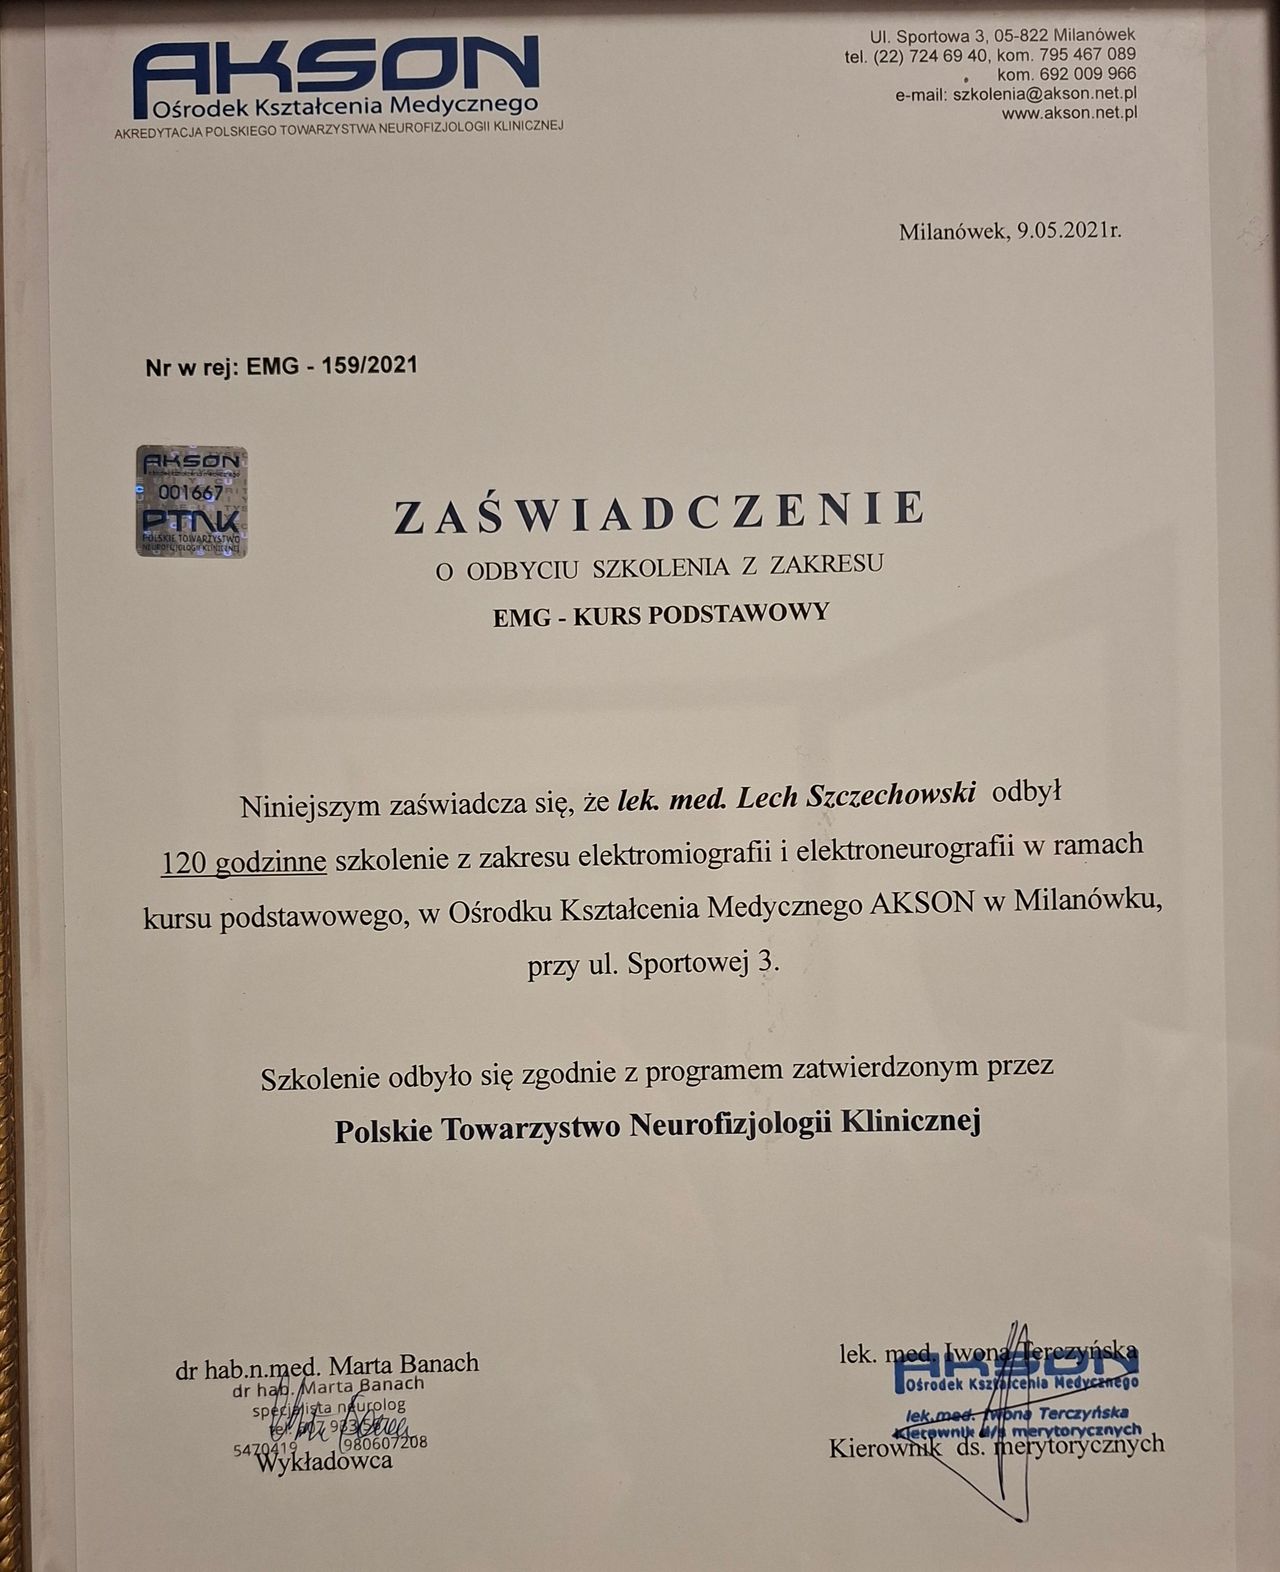 AKSON
Ośrodek Kształcenia Medycznego
AKREDYTACJA POLSKIEGO TOWARZYSTWA NEUROFIZJOLOGII KLINICZNEJ
Ul. Sportowa 3, 05-822 Milanówek
tel. (22) 724 69 40, kom. 795 467 089
kom. 692 009 966
e-mail: szkolenia@akson.net.pl
www.akson.net.pl
Milanówek, 9.05.2021r.
Nr w rej: EMG - 159/2021
AKSON
001667
PTNK
POLSKIE TOWARZYSTWO
NEUROFIZJOLOGII KLINICZNEJ
ZAŚWIADCZENIE
O ODBYCIU SZKOLENIA Z ZAKRESU
EMG - KURS PODSTAWOWY
Niniejszym zaświadcza się, że lek. med. Lech Szczechowski odbył
120 godzinne szkolenie z zakresu elektromiografii i elektroneurografii w ramach
kursu podstawowego, w Ośrodku Kształcenia Medycznego AKSON w Milanówku,
przy ul. Sportowej 3.
Szkolenie odbyło się zgodnie z programem zatwierdzonym przez
Polskie Towarzystwo Neurofizjologii Klinicznej
dr hab.n.med. Marta Banach
dr hab. Marta Banach
specjalista neurolog
5470419 980607208
Wykładowca
lek. med. Iwona Terczyńska
AKSON
Ośrodek Kształcenia Medycznego
lek.med. Iwona Terczyńska
Kierownik d/s merytorycznych
Kierownik ds. merytorycznych